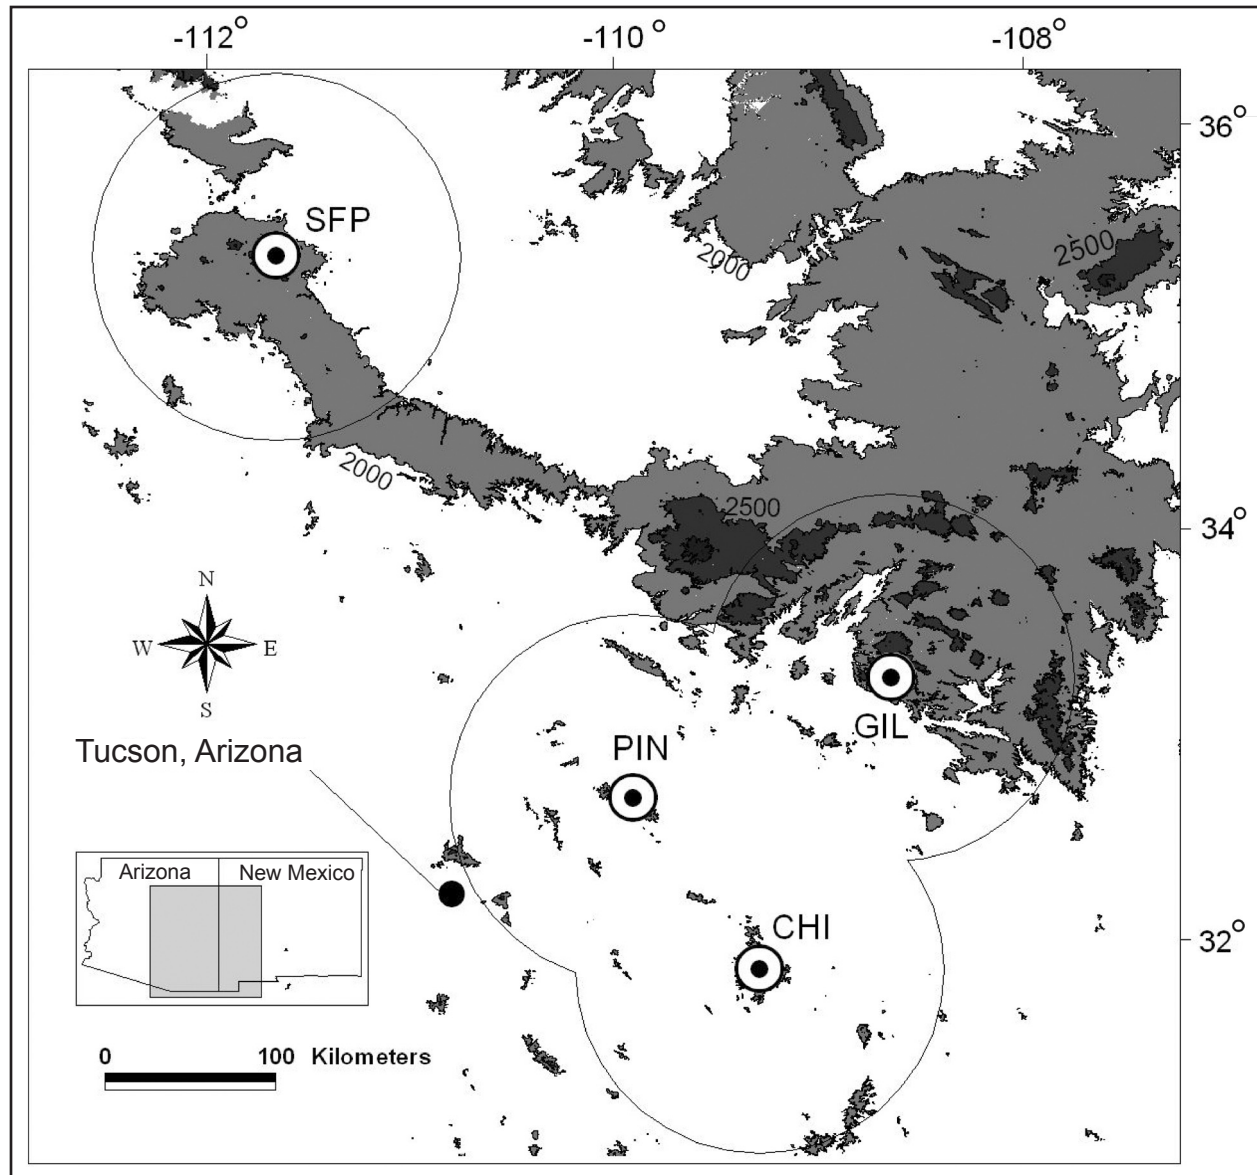 -112°
-110°
-108°
36°
SFP
2000
2500
2000
2500
34°
N
W E
S
GIL
PIN
Tucson, Arizona
Arizona New Mexico
CHI
32°
0 100 Kilometers